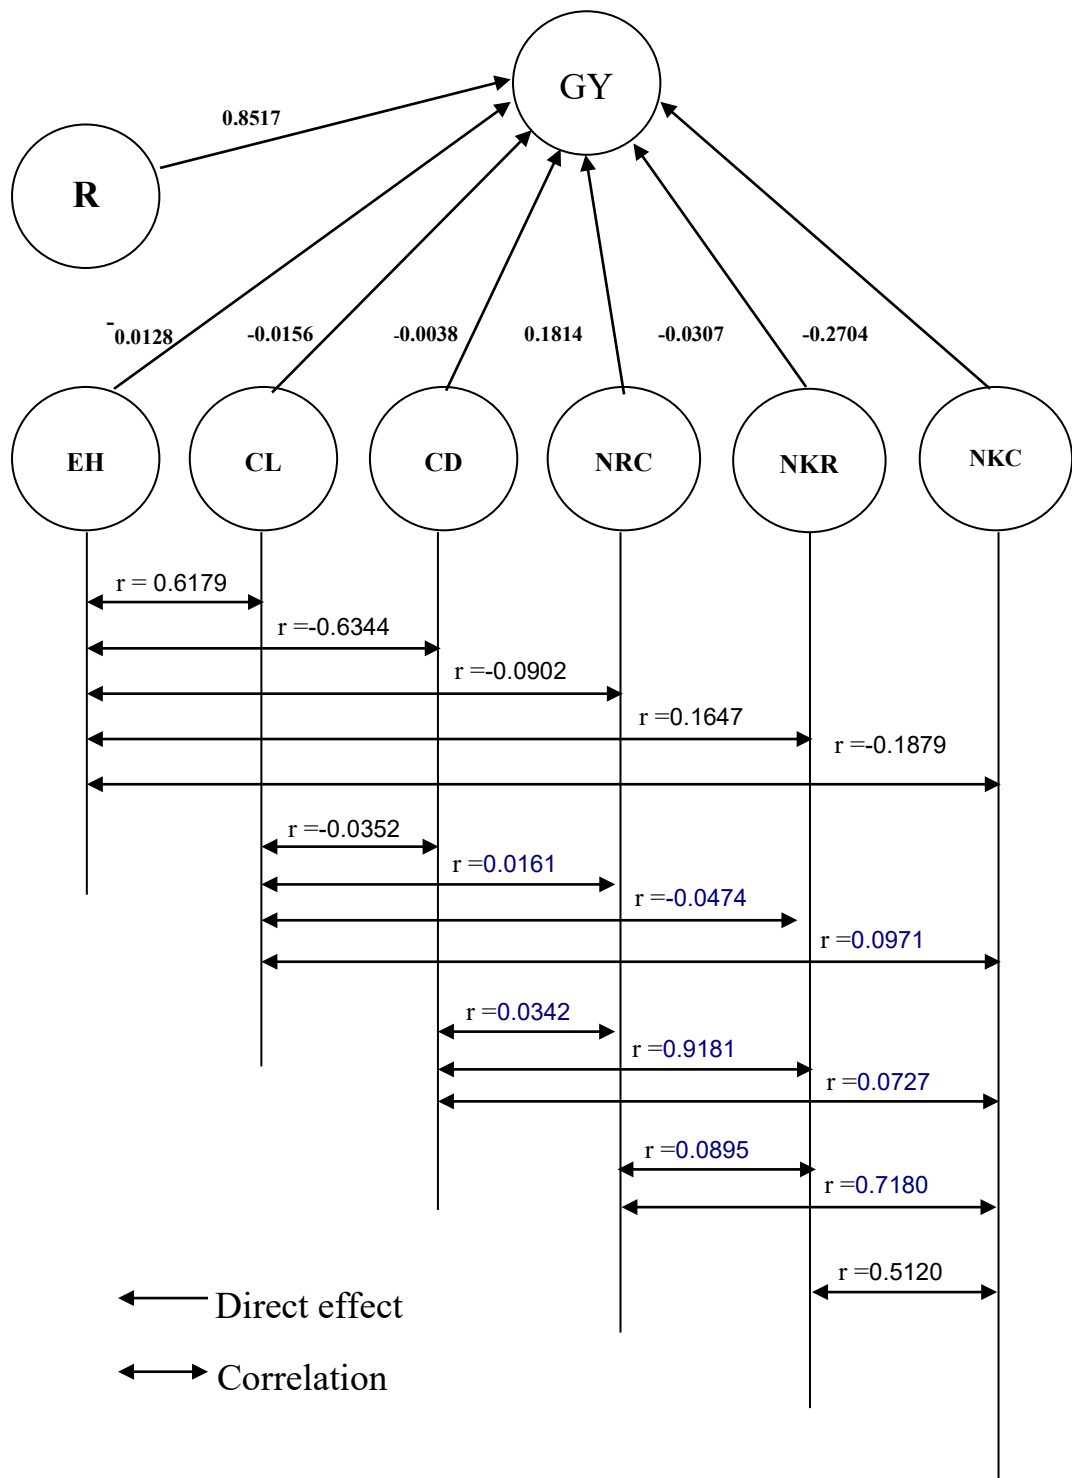 GY
0.8517
R
-0.0128 -0.0156 -0.0038 0.1814 -0.0307 -0.2704
EH CL CD NRC NKR NKC
r = 0.6179
r =-0.6344
r =-0.0902
r =0.1647
r =-0.1879
r =-0.0352
r =0.0161
r =-0.0474
r =0.0971
r =0.0342
r =0.9181
r =0.0727
r =0.0895
r =0.7180
r =0.5120
Direct effect
Correlation